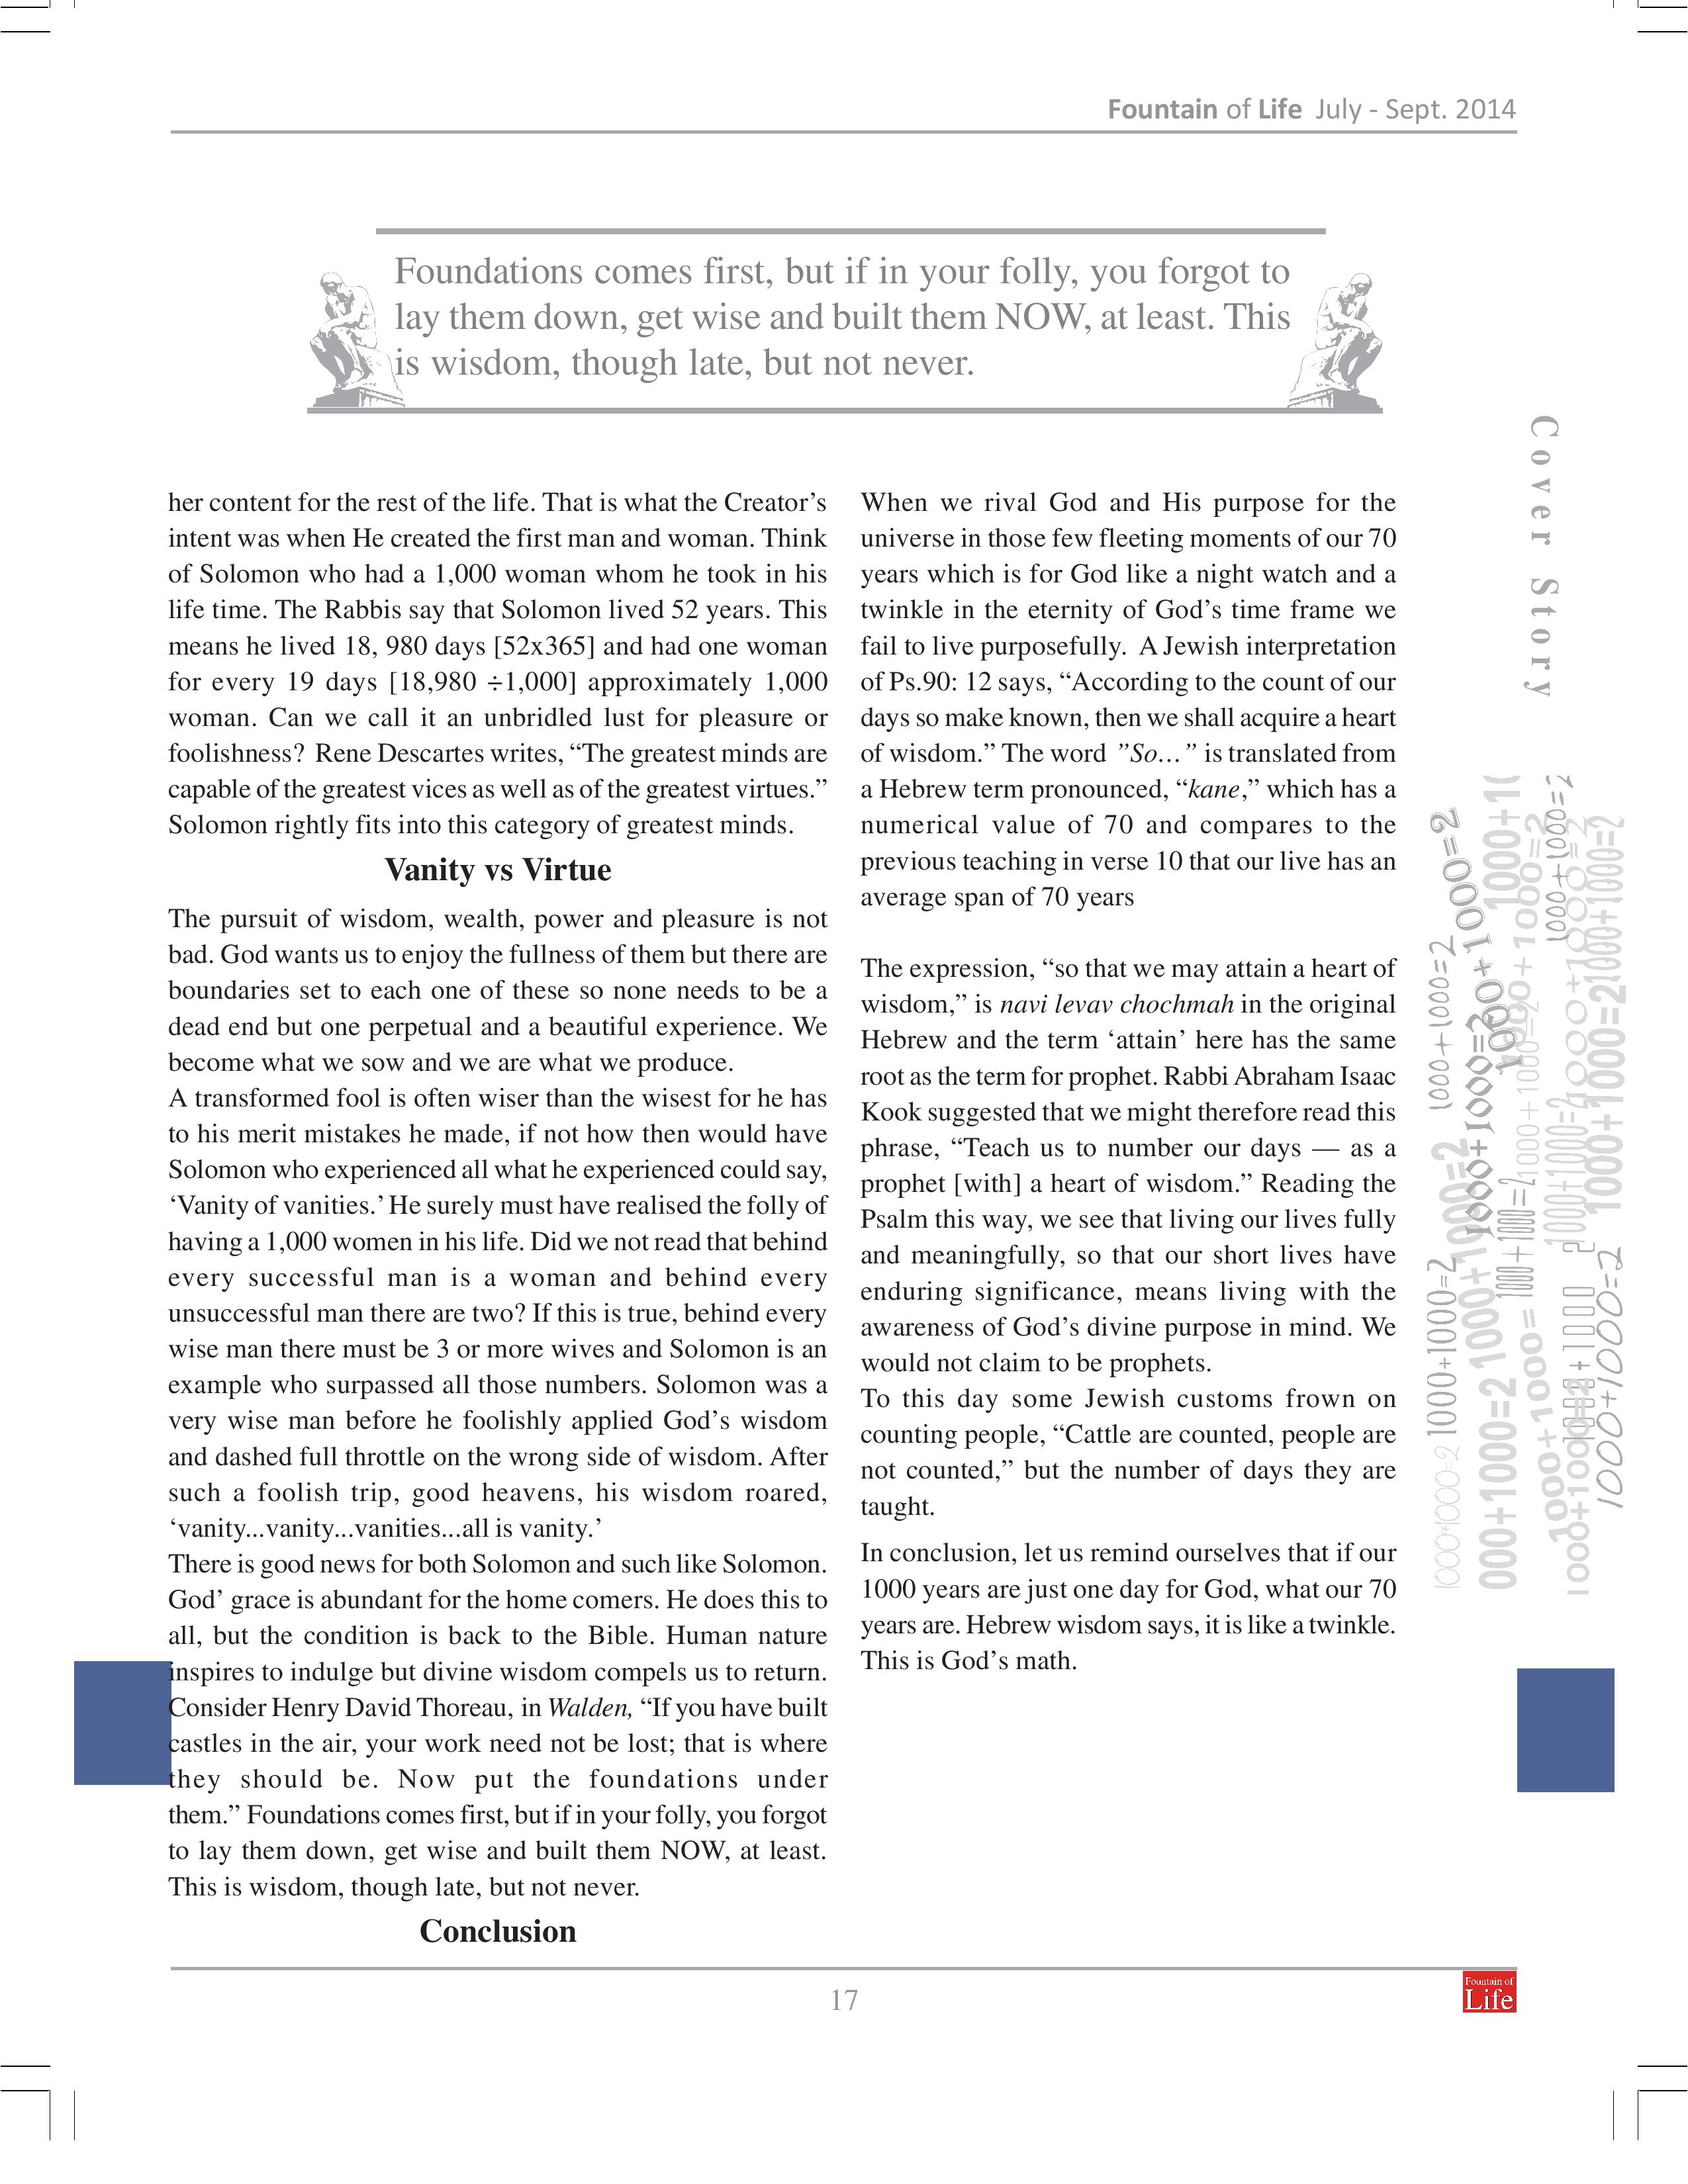 Fountain of Life July - Sept. 2014
Foundations comes first, but if in your folly, you forgot to
lay them down, get wise and built them NOW, at least. This
is wisdom, though late, but not never.
her content for the rest of the life. That is what the Creator’s
intent was when He created the first man and woman. Think
of Solomon who had a 1,000 woman whom he took in his
life time. The Rabbis say that Solomon lived 52 years. This
means he lived 18, 980 days [52x365] and had one woman
for every 19 days [18,980 ÷1,000] approximately 1,000
woman. Can we call it an unbridled lust for pleasure or
foolishness? Rene Descartes writes, “The greatest minds are
capable of the greatest vices as well as of the greatest virtues.”
Solomon rightly fits into this category of greatest minds.
Vanity vs Virtue
The pursuit of wisdom, wealth, power and pleasure is not
bad. God wants us to enjoy the fullness of them but there are
boundaries set to each one of these so none needs to be a
dead end but one perpetual and a beautiful experience. We
become what we sow and we are what we produce.
A transformed fool is often wiser than the wisest for he has
to his merit mistakes he made, if not how then would have
Solomon who experienced all what he experienced could say,
‘Vanity of vanities.’ He surely must have realised the folly of
having a 1,000 women in his life. Did we not read that behind
every successful man is a woman and behind every
unsuccessful man there are two? If this is true, behind every
wise man there must be 3 or more wives and Solomon is an
example who surpassed all those numbers. Solomon was a
very wise man before he foolishly applied God’s wisdom
and dashed full throttle on the wrong side of wisdom. After
such a foolish trip, good heavens, his wisdom roared,
‘vanity...vanity...vanities...all is vanity.’
There is good news for both Solomon and such like Solomon.
God’ grace is abundant for the home comers. He does this to
all, but the condition is back to the Bible. Human nature
inspires to indulge but divine wisdom compels us to return.
Consider Henry David Thoreau, in Walden, “If you have built
castles in the air, your work need not be lost; that is where
they should be. Now put the foundations under
them.” Foundations comes first, but if in your folly, you forgot
to lay them down, get wise and built them NOW, at least.
This is wisdom, though late, but not never.
Conclusion
When we rival God and His purpose for the
universe in those few fleeting moments of our 70
years which is for God like a night watch and a
twinkle in the eternity of God’s time frame we
fail to live purposefully. A Jewish interpretation
of Ps.90: 12 says, “According to the count of our
days so make known, then we shall acquire a heart
of wisdom.” The word ”So…” is translated from
a Hebrew term pronounced, “kane,” which has a
numerical value of 70 and compares to the
previous teaching in verse 10 that our live has an
average span of 70 years
The expression, “so that we may attain a heart of
wisdom,” is navi levav chochmah in the original
Hebrew and the term ‘attain’ here has the same
root as the term for prophet. Rabbi Abraham Isaac
Kook suggested that we might therefore read this
phrase, “Teach us to number our days — as a
prophet [with] a heart of wisdom.” Reading the
Psalm this way, we see that living our lives fully
and meaningfully, so that our short lives have
enduring significance, means living with the
awareness of God’s divine purpose in mind. We
would not claim to be prophets.
To this day some Jewish customs frown on
counting people, “Cattle are counted, people are
not counted,” but the number of days they are
taught.
In conclusion, let us remind ourselves that if our
1000 years are just one day for God, what our 70
years are. Hebrew wisdom says, it is like a twinkle.
This is God’s math.
Cover Story
1000+1000=2
1000+1000=2
1000+1000=2
1000+1000=2
1000+1000=2
1000+1000=2
17
Fountain of
Life